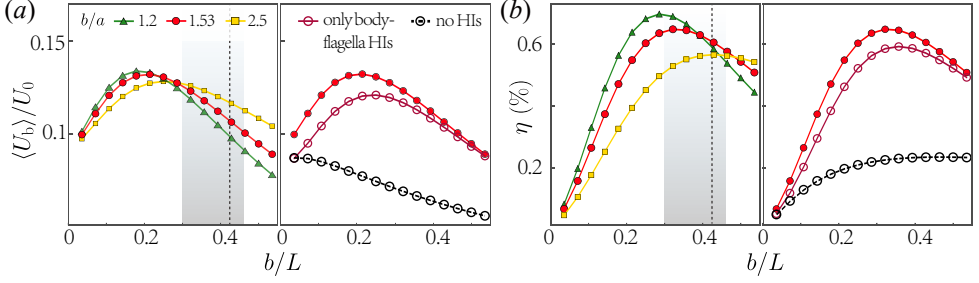 (a) b/a 1.2 1.53 2.5 only body- no HIs (b)
flagella HIs
0.15
0.1
⟨U_b⟩/U_0
0.6
0.2
η (%)
0 0.2 0.4 0 0.2 0.4 0 0.2 0.4 0 0.2 0.4
b/L b/L b/L b/L